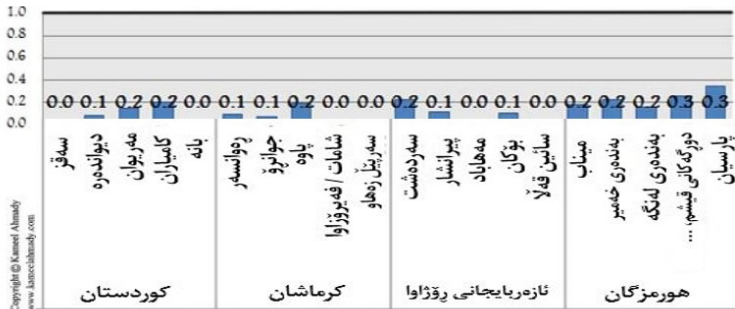 1.0
0.8
0.6
0.4
0.2
0.0
0.0 0.1 0.2 0.2 0.0 0.1 0.1 0.2 0.0 0.0 0.2 0.1 0.0 0.1 0.0 0.2 0.2 0.2 0.3 0.3
سەقز
دیواندەرە
مەریوان
کامیاران
بانە
ڕەوانسەر
جوانڕۆ
پاوە
شامات / فەیرۆزاوا
سەرپێڵ زەهاو
سەردەشت
پیرانشار
مەهاباد
بۆکان
سائین قەڵا
میناب
بەندەری خەمیر
بەندەری لەنگە
دوڕگەکانی قیشم، ...
پارسیان
کوردستان
کرماشان
ئازەربایجانی ڕۆژاوا
هورمزگان
Copyright © Kameel Ahmady
www.kameelahmady.com